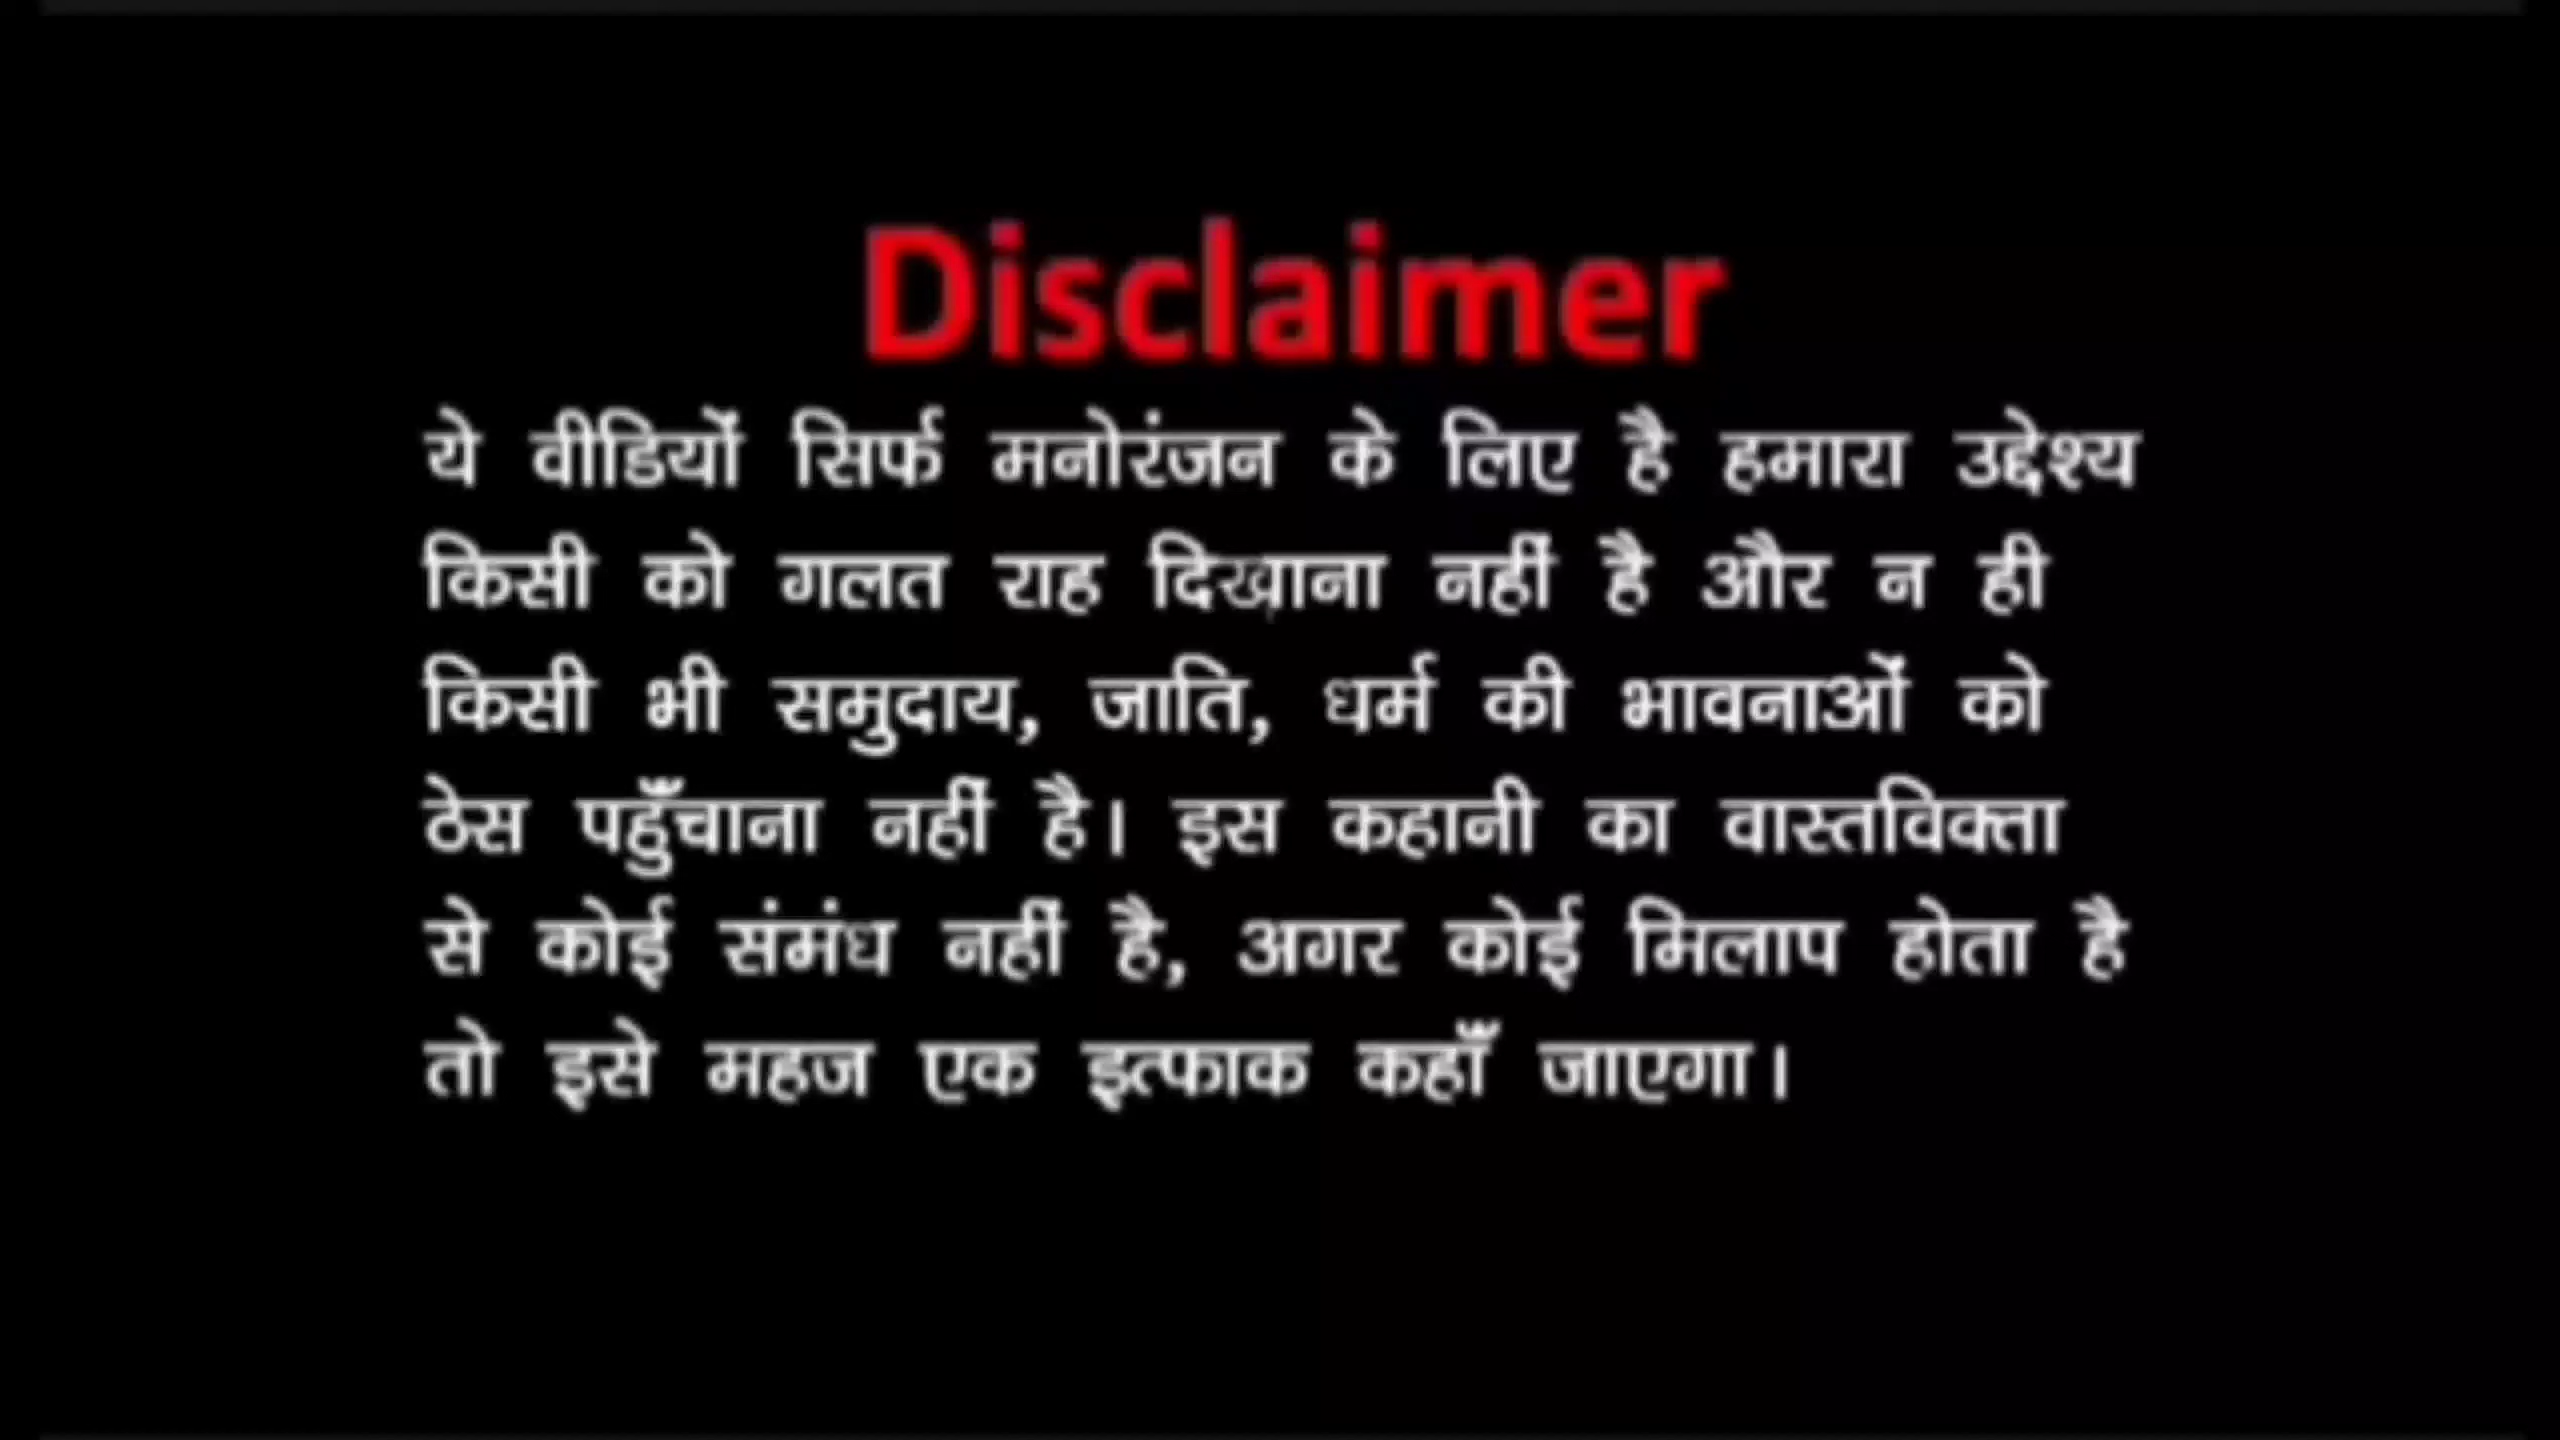 Disclaimer
ये वीडियों सिर्फ मनोरंजन के लिए है हमारा उद्देश्य
किसी को गलत राह दिखाना नहीं है और न ही
किसी भी समुदाय, जाति, धर्म की भावनाओं को
ठेस पहुँचाना नहीं है। इस कहानी का वास्तविक्ता
से कोई संमंध नहीं है, अगर कोई मिलाप होता है
तो इसे महज एक इत्फाक कहाँ जाएगा।